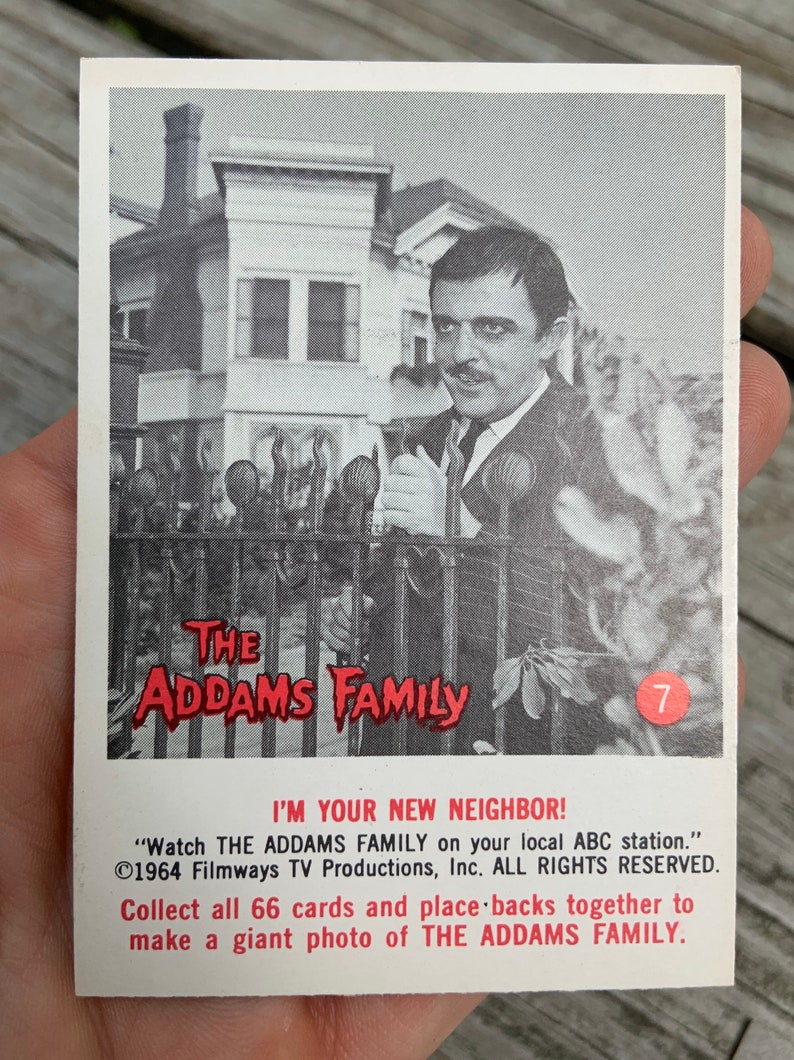 THE
ADDAMS FAMILY
7
I'M YOUR NEW NEIGHBOR!
"Watch THE ADDAMS FAMILY on your local ABC station."
©1964 Filmways TV Productions, Inc. ALL RIGHTS RESERVED.
Collect all 66 cards and place backs together to
make a giant photo of THE ADDAMS FAMILY.